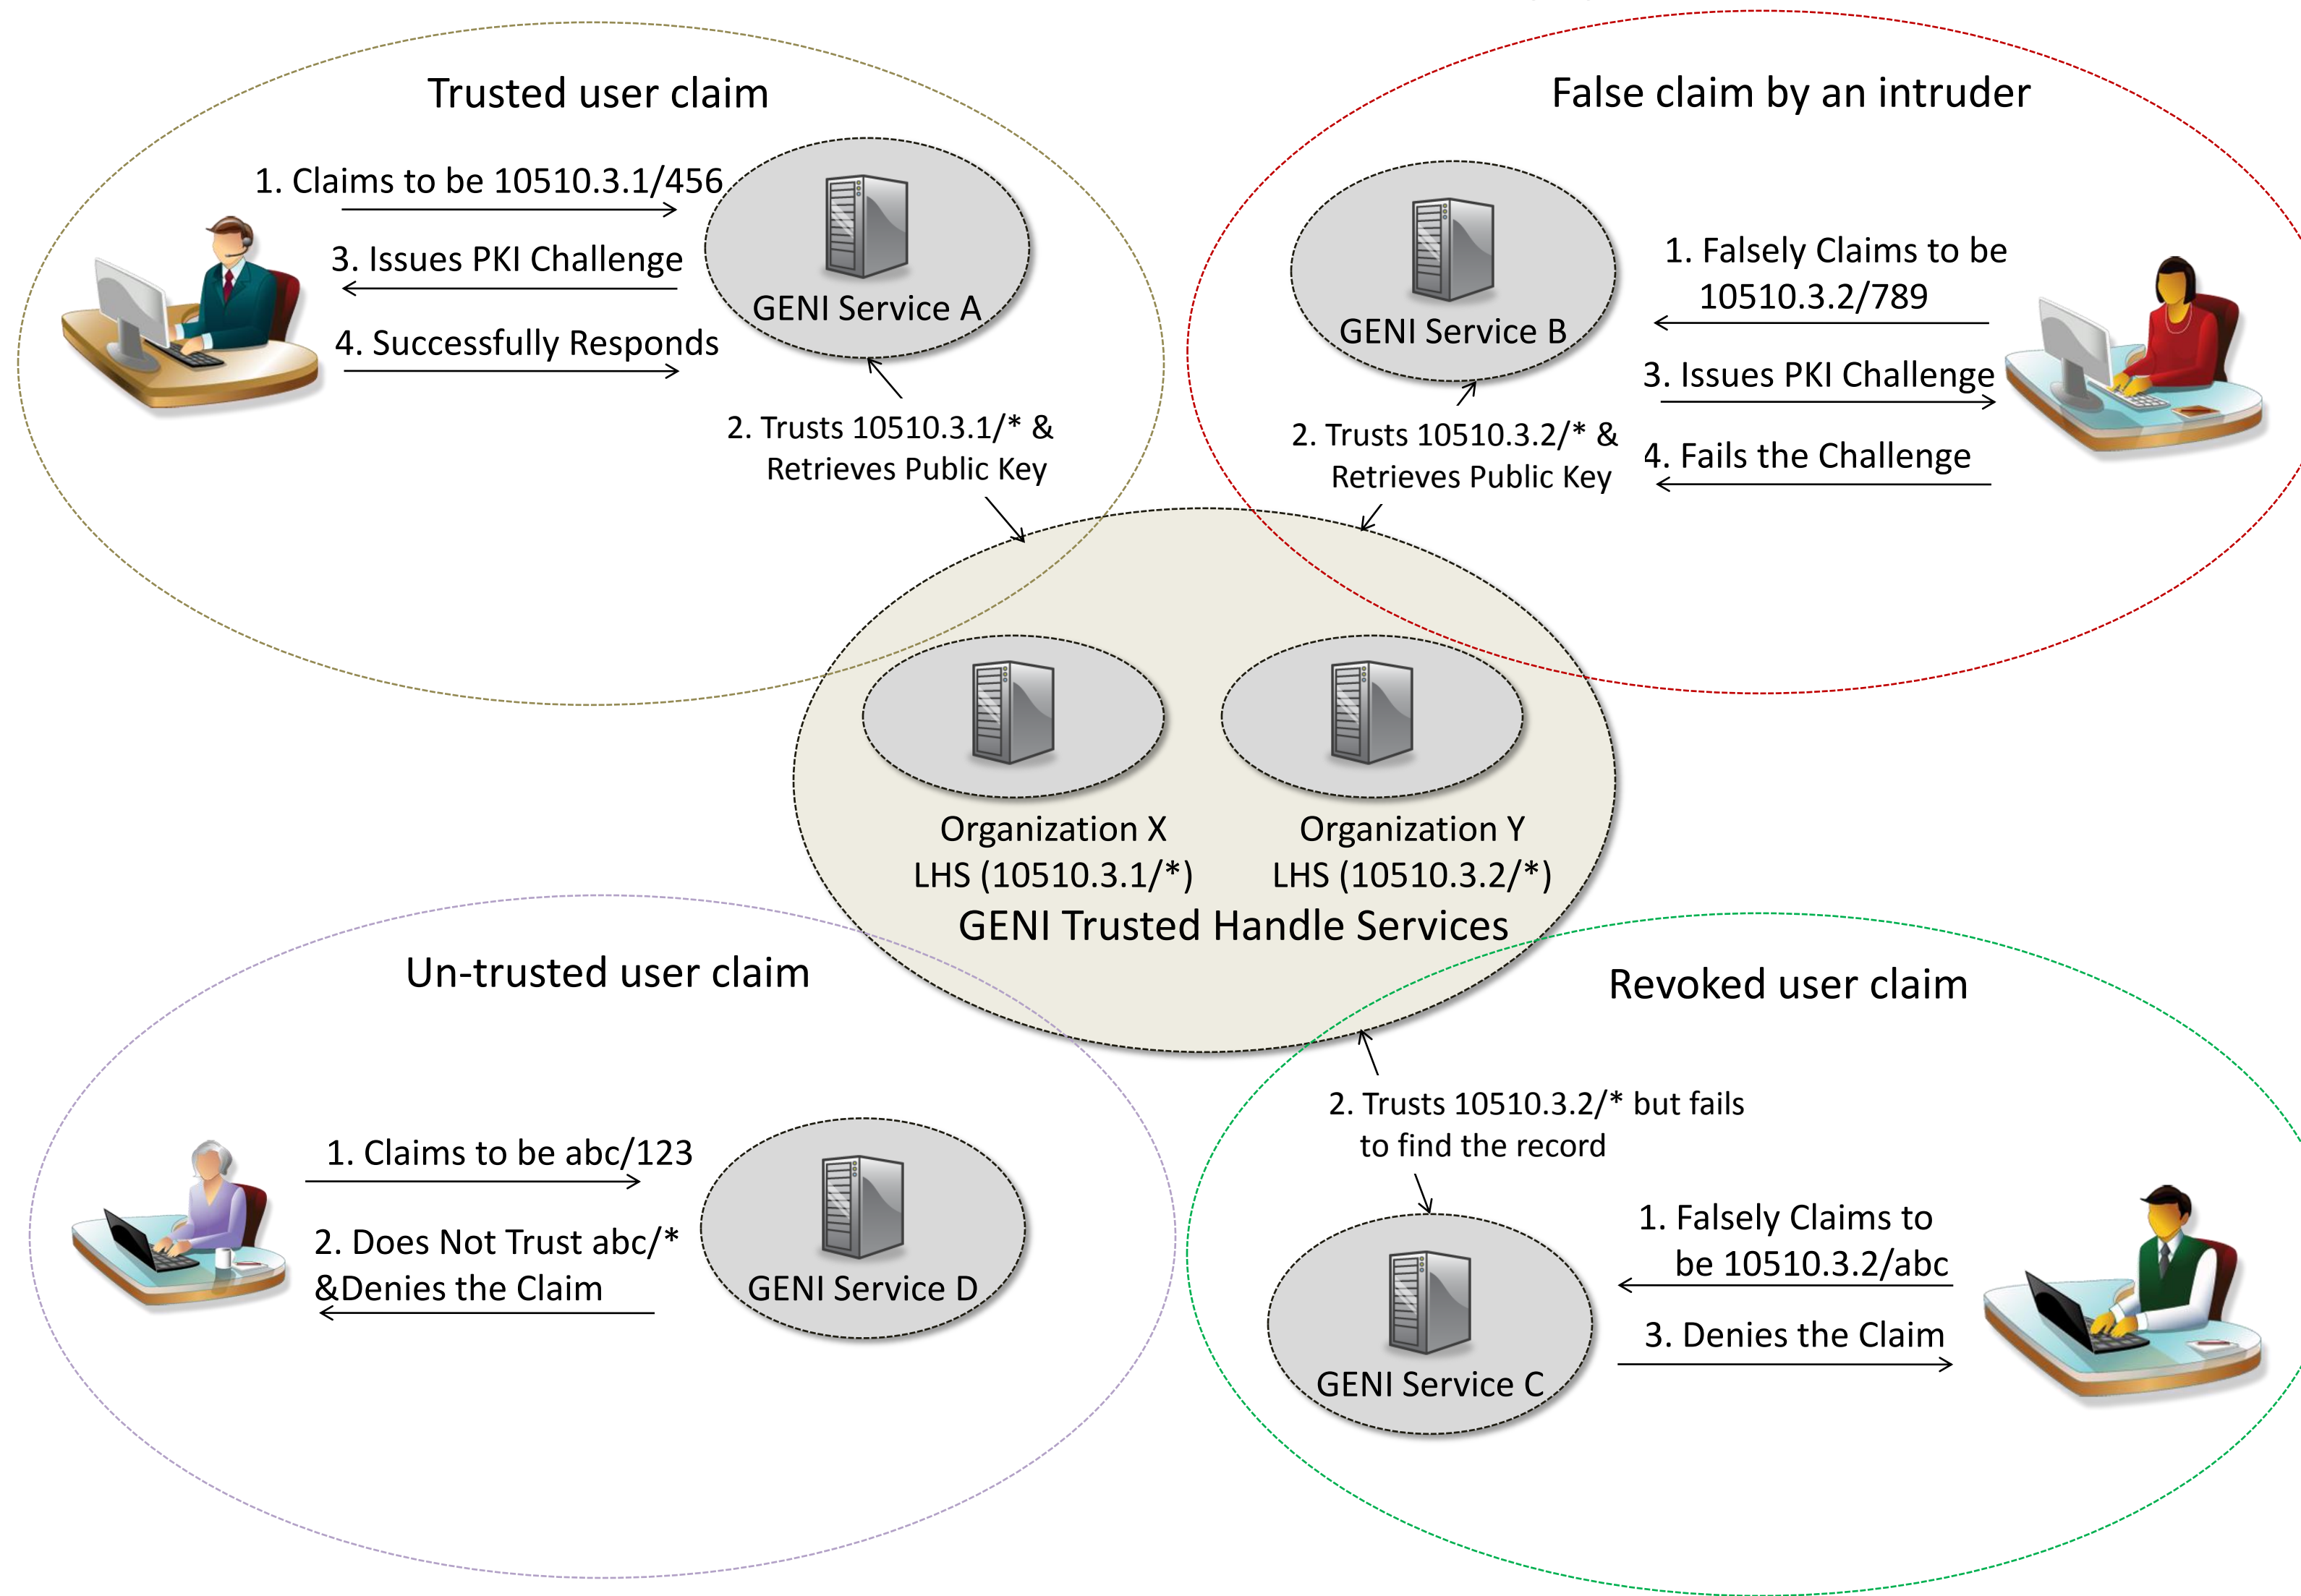 Trusted user claim
1. Claims to be 10510.3.1/456
3. Issues PKI Challenge
4. Successfully Responds
GENI Service A
2. Trusts 10510.3.1/* &
Retrieves Public Key
False claim by an intruder
GENI Service B
1. Falsely Claims to be
10510.3.2/789
3. Issues PKI Challenge
4. Fails the Challenge
2. Trusts 10510.3.2/* &
Retrieves Public Key
Organization X
LHS (10510.3.1/*)
Organization Y
LHS (10510.3.2/*)
GENI Trusted Handle Services
Un-trusted user claim
1. Claims to be abc/123
2. Does Not Trust abc/*
&Denies the Claim
GENI Service D
Revoked user claim
2. Trusts 10510.3.2/* but fails
to find the record
1. Falsely Claims to
be 10510.3.2/abc
3. Denies the Claim
GENI Service C